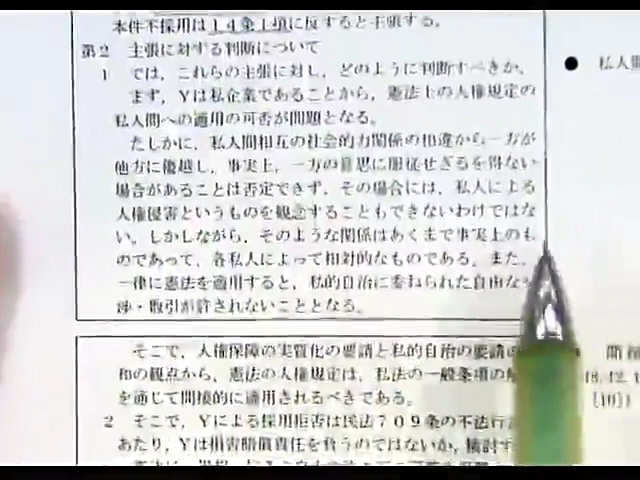 本件不採用は14条1項に反すると主張する。
第2 主張に対する判断について
1 では，これらの主張に対し，どのように判断すべきか。
まず，Yは私企業であることから，憲法上の人権規定の
私人間への適用の可否が問題となる。
たしかに，私人間相互の社会的力関係の相違から一方が
他方に優越し，事実上，一方の意思に服従せざるを得ない
場合があることは否定できず，その場合には，私人による
人権侵害というものを観念することもできないわけではな
い。しかしながら，そのような関係はあくまで事実上のも
のであって，各私人によって相対的なものである。また，
一律に憲法を適用すると，私的自治に委ねられた自由な
渉・取引が許されないこととなる。
そこで，人権保障の実質化の要請と私的自治の要請
和の観点から，憲法の人権規定は，私法の一般条項の
を通じて間接的に適用されるべきである。
2 そこで，Yによる採用拒否は民法709条の不法行
あたり，Yは損害賠償責任を負うのではないか，検討す
● 私人間